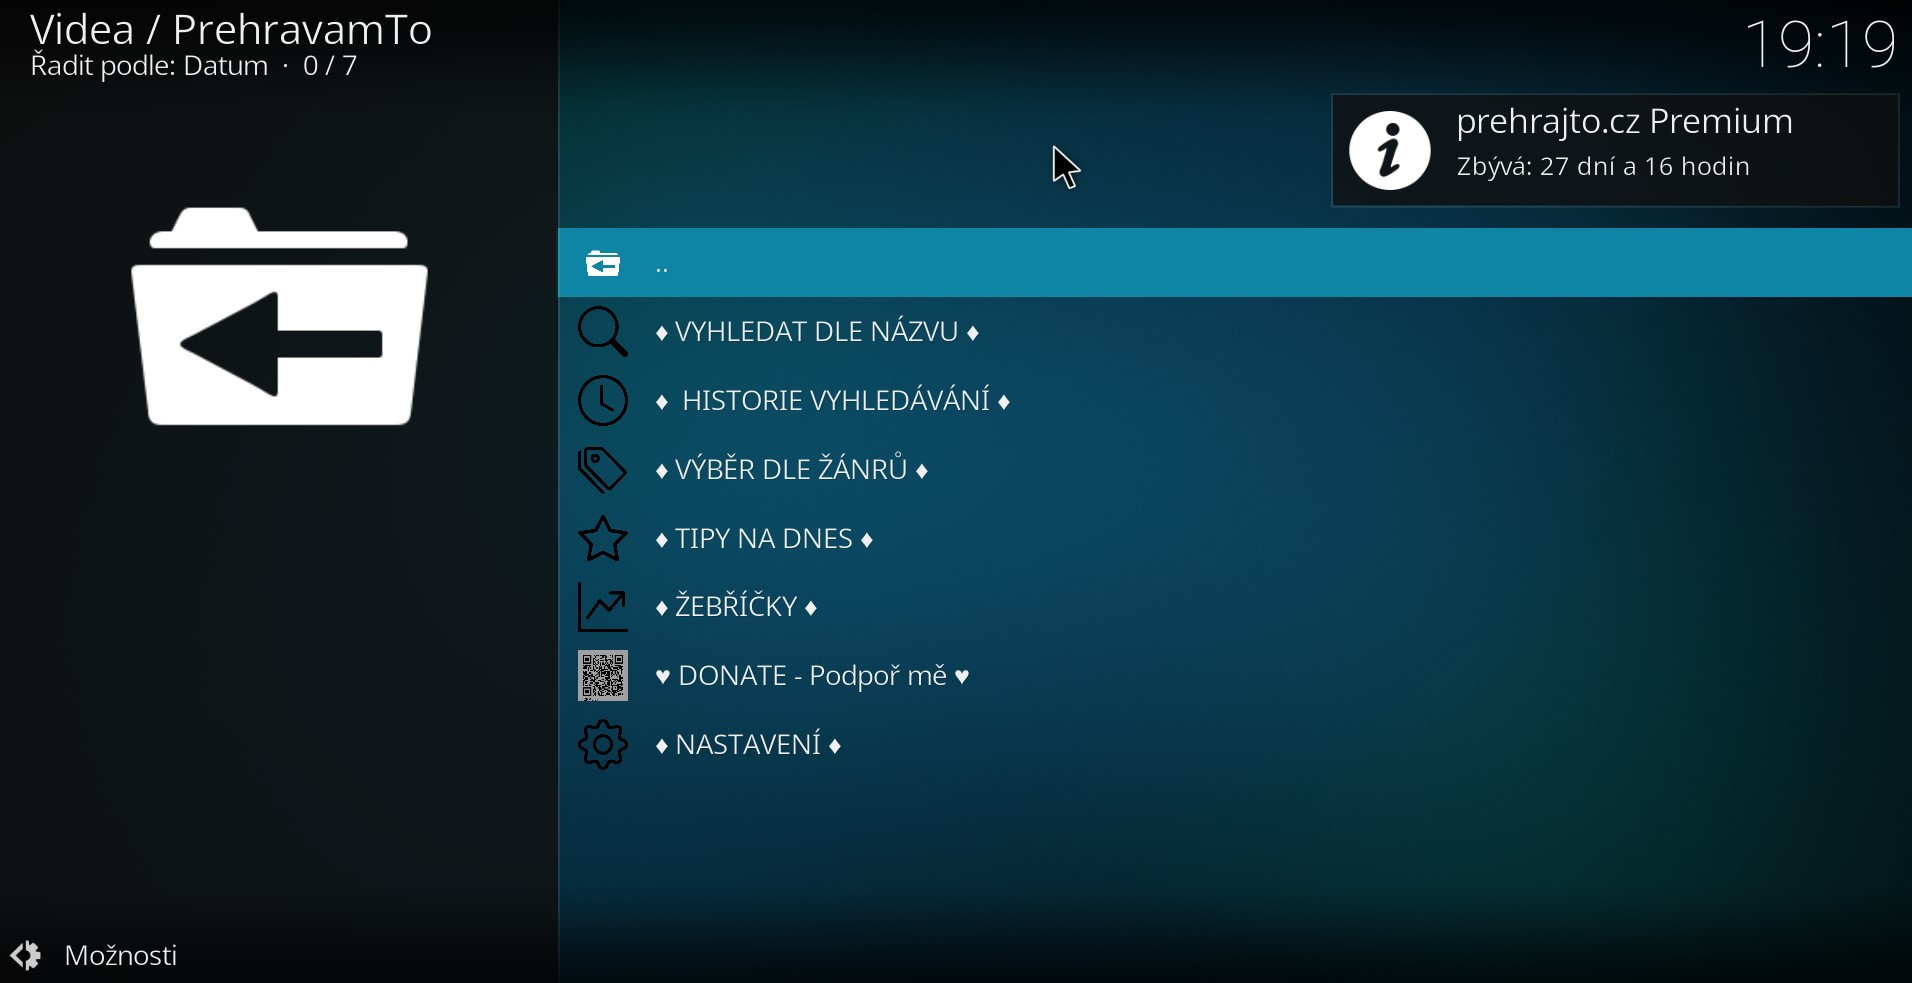 Videa / PrehravamTo
Řadit podle: Datum · 0 / 7
19:19
prehrajto.cz Premium
Zbývá: 27 dní a 16 hodin
..
♦ VYHLEDAT DLE NÁZVU ♦
♦ HISTORIE VYHLEDÁVÁNÍ ♦
♦ VÝBĚR DLE ŽÁNRŮ ♦
♦ TIPY NA DNES ♦
♦ ŽEBŘÍČKY ♦
♥ DONATE - Podpoř mě ♥
♦ NASTAVENÍ ♦
Možnosti